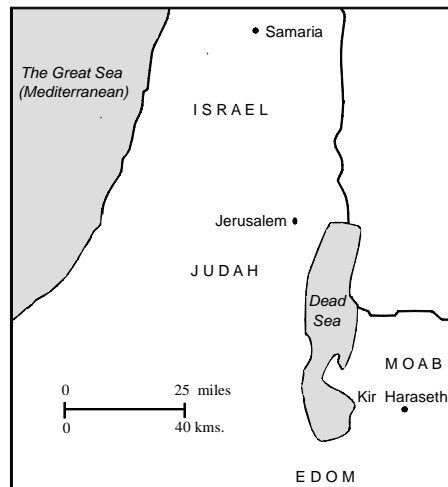 Samaria
The Great Sea
(Mediterranean)
ISRAEL
Jerusalem
JUDAH
Dead
Sea
MOAB
0 25 miles
Kir Haraseth
0 40 kms.
EDOM